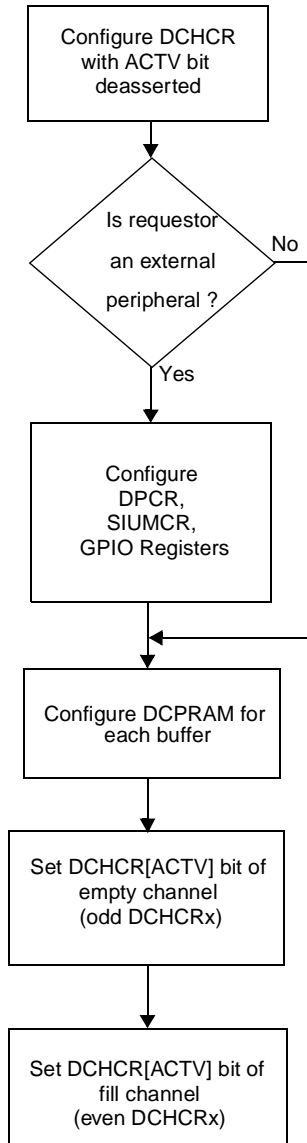 Configure DCHCR
with ACTV bit
deasserted
Is requestor
an external
peripheral ?
No
Yes
Configure
DPCR,
SIUMCR,
GPIO Registers
Configure DCPRAM for
each buffer
Set DCHCR[ACTV] bit of
empty channel
(odd DCHCRx)
Set DCHCR[ACTV] bit of
fill channel
(even DCHCRx)